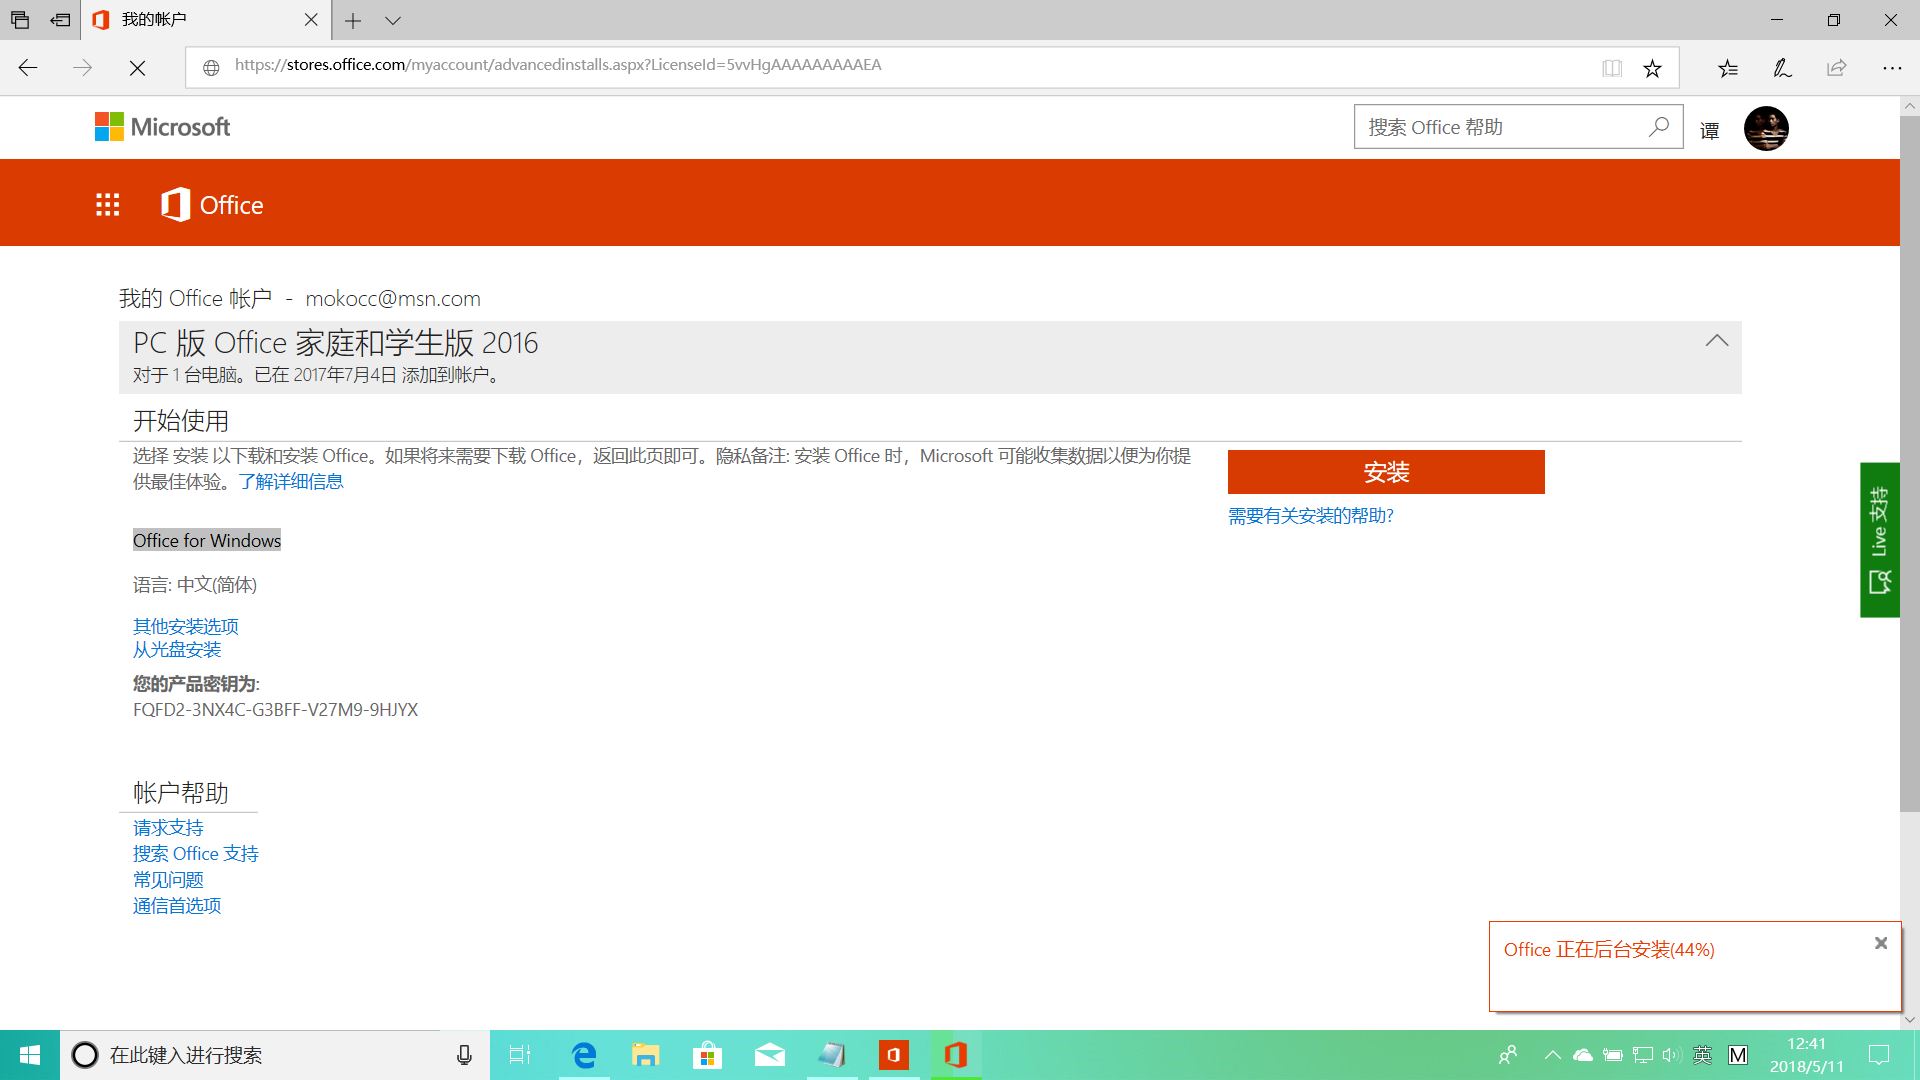 我的帐户
https://stores.office.com/myaccount/advancedinstalls.aspx?LicenseId=5vvHgAAAAAAAAAEA
Microsoft
搜索 Office 帮助
谭
Office
我的 Office 帐户 - mokocc@msn.com
PC 版 Office 家庭和学生版 2016
对于 1 台电脑。已在 2017年7月4日 添加到帐户。
开始使用
选择 安装 以下载和安装 Office。如果将来需要下载 Office，返回此页即可。隐私备注: 安装 Office 时，Microsoft 可能收集数据以便为你提
供最佳体验。了解详细信息
安装
需要有关安装的帮助?
Live 支持
Office for Windows
语言: 中文(简体)
其他安装选项
从光盘安装
您的产品密钥为:
FQFD2-3NX4C-G3BFF-V27M9-9HJYX
帐户帮助
请求支持
搜索 Office 支持
常见问题
通信首选项
Office 正在后台安装(44%)
在此键入进行搜索
英
M
12:41
2018/5/11